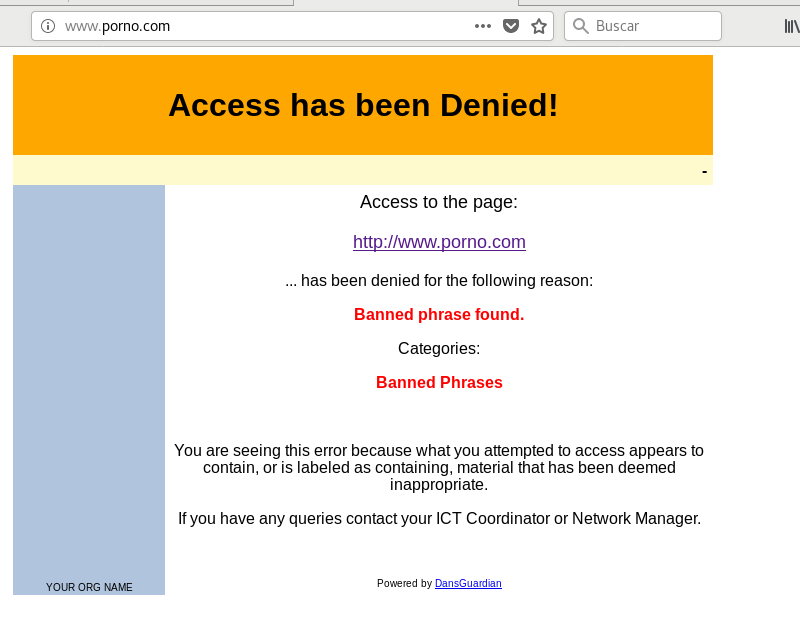 www.porno.com
Buscar
Access has been Denied!
-
Access to the page:
http://www.porno.com
... has been denied for the following reason:
Banned phrase found.
Categories:
Banned Phrases
You are seeing this error because what you attempted to access appears to
contain, or is labeled as containing, material that has been deemed
inappropriate.
If you have any queries contact your ICT Coordinator or Network Manager.
YOUR ORG NAME
Powered by DansGuardian